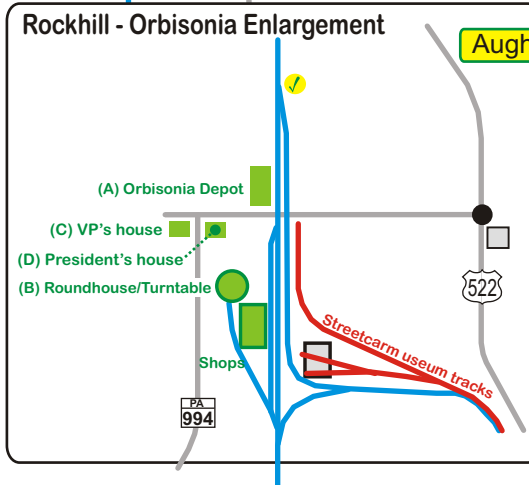 Rockhill - Orbisonia Enlargement
Augh
✓
(A) Orbisonia Depot
(C) VP's house
(D) President's house
(B) Roundhouse/Turntable
522
Streetcarm useum tracks
Shops
PA
994